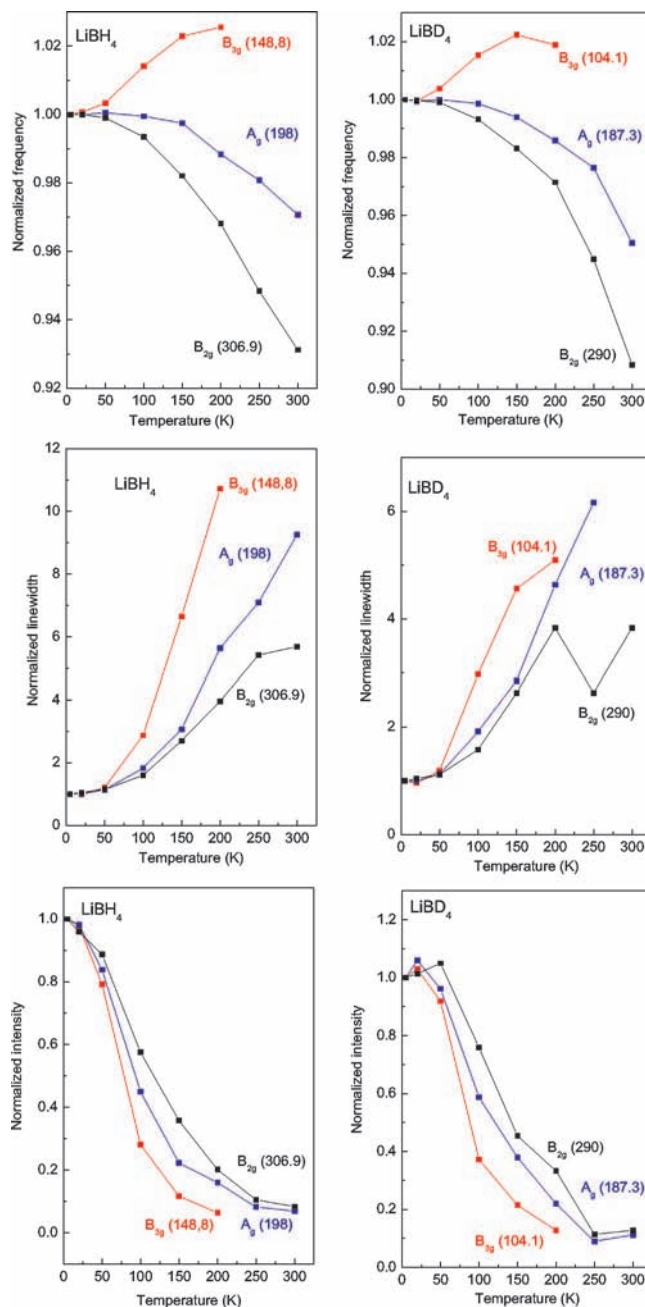 LiBH4
B3g (148,8)
Ag (198)
B2g (306.9)
Normalized frequency
1.02
1.00
0.98
0.96
0.94
0.92
0 50 100 150 200 250 300
Temperature (K)
LiBD4
B3g (104.1)
Ag (187.3)
B2g (290)
Normalized frequency
1.02
1.00
0.98
0.96
0.94
0.92
0.90
0 50 100 150 200 250 300
Temperature (K)
LiBH4
B3g (148,8)
Ag (198)
B2g (306.9)
Normalized linewidth
12
10
8
6
4
2
0
0 50 100 150 200 250 300
Temperature (K)
LiBD4
B3g (104.1)
Ag (187.3)
B2g (290)
Normalized linewidth
6
4
2
0
0 50 100 150 200 250 300
Temperature (K)
LiBH4
B2g (306.9)
B3g (148,8)
Ag (198)
Normalized intensity
1.0
0.8
0.6
0.4
0.2
0.0
0 50 100 150 200 250 300
Temperature (K)
LiBD4
B2g (290)
Ag (187.3)
B3g (104.1)
Normalized intensity
1.2
1.0
0.8
0.6
0.4
0.2
0.0
0 50 100 150 200 250 300
Temperature (K)